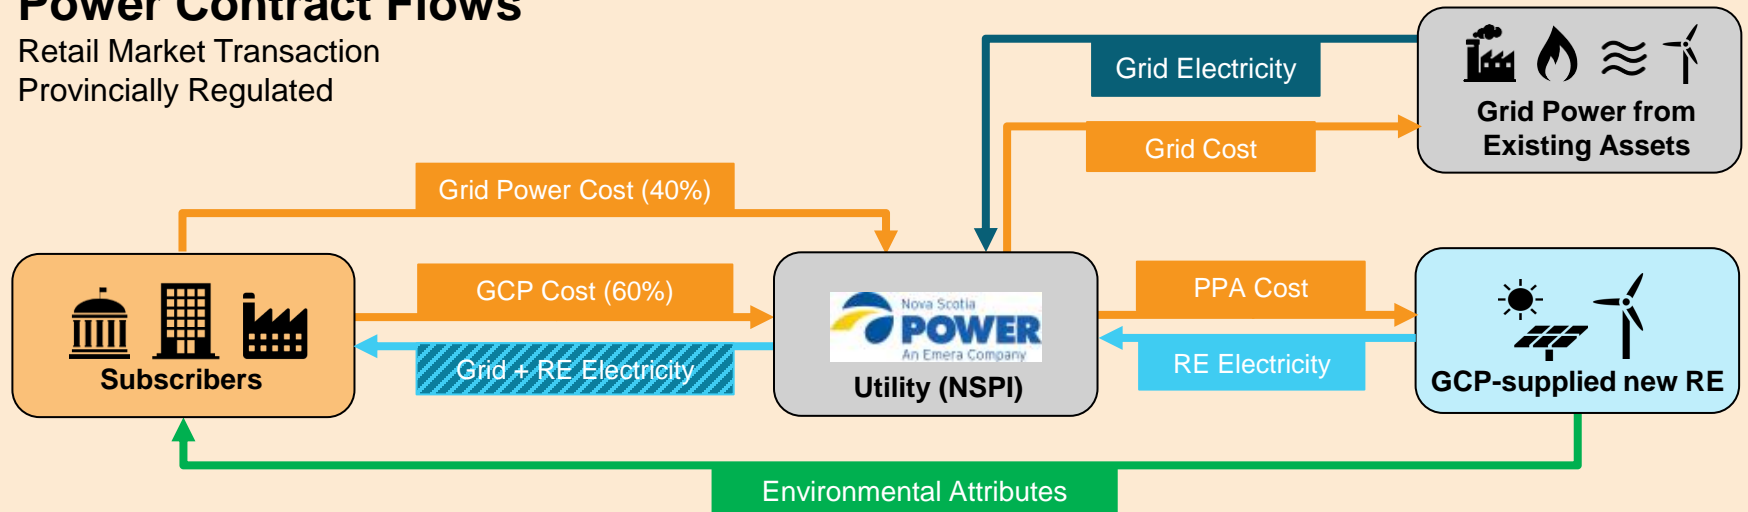 Power Contract Flows
Retail Market Transaction
Provincially Regulated
Grid Electricity
Grid Cost
Grid Power from
Existing Assets
Grid Power Cost (40%)
GCP Cost (60%)
Grid + RE Electricity
Subscribers
Nova Scotia
POWER
An Emera Company
Utility (NSPI)
PPA Cost
RE Electricity
GCP-supplied new RE
Environmental Attributes